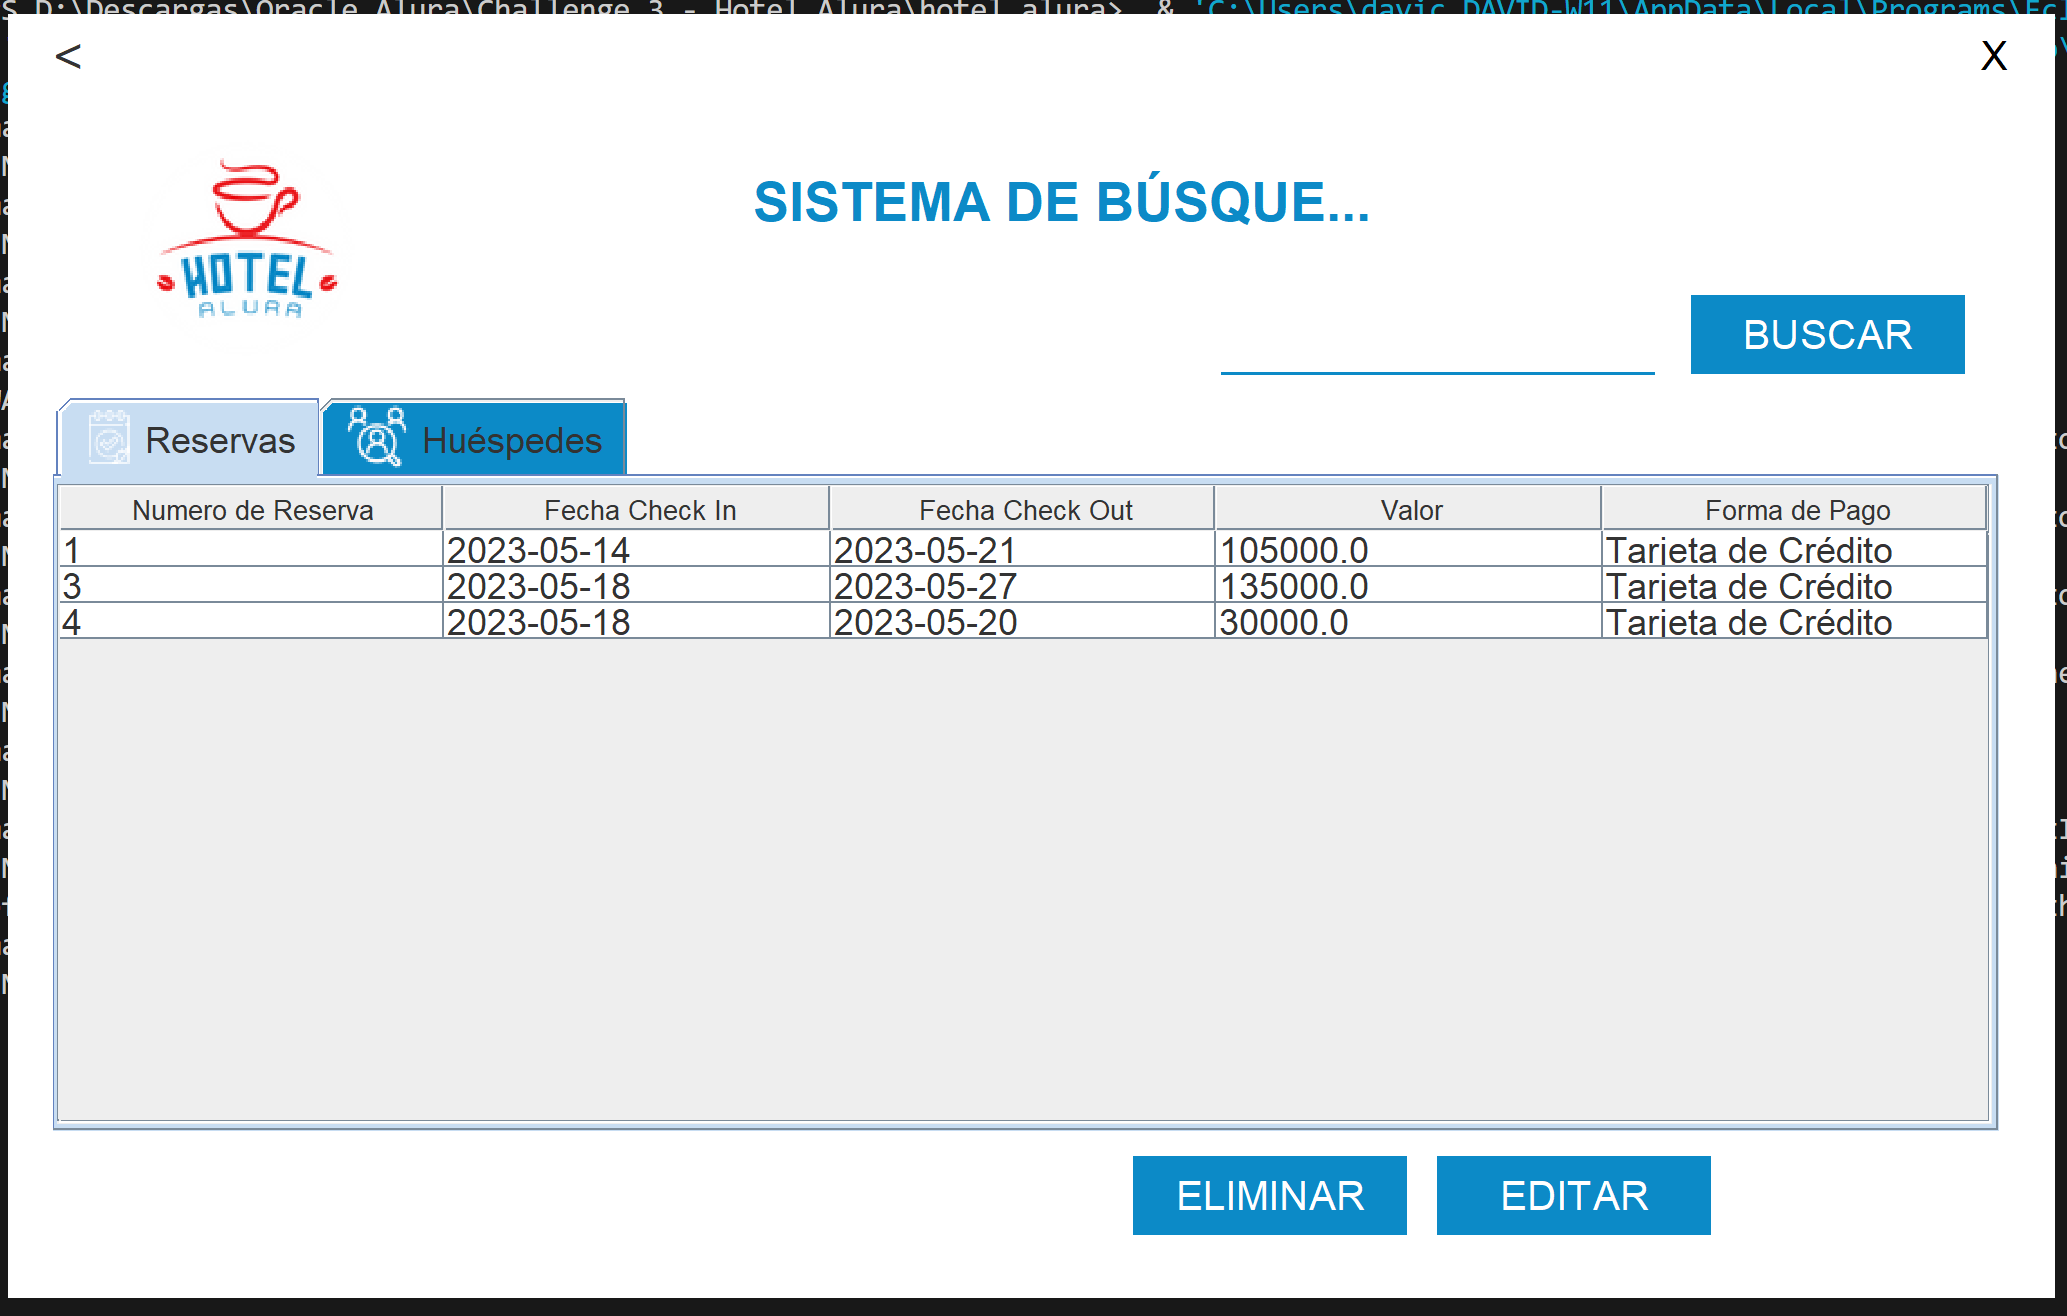 S D:\Descargas\Oracle Alura\Challenge 3 - Hotel Alura\hotel_alura> & 'C:\Users\davic.DAVID-W11\AppData\Local\Programs\Ecl
< X
HOTEL
ALURA
SISTEMA DE BÚSQUE...
BUSCAR
Reservas Huéspedes
Numero de Reserva Fecha Check In Fecha Check Out Valor Forma de Pago
1 2023-05-14 2023-05-21 105000.0 Tarjeta de Crédito
3 2023-05-18 2023-05-27 135000.0 Tarjeta de Crédito
4 2023-05-18 2023-05-20 30000.0 Tarjeta de Crédito
ELIMINAR EDITAR